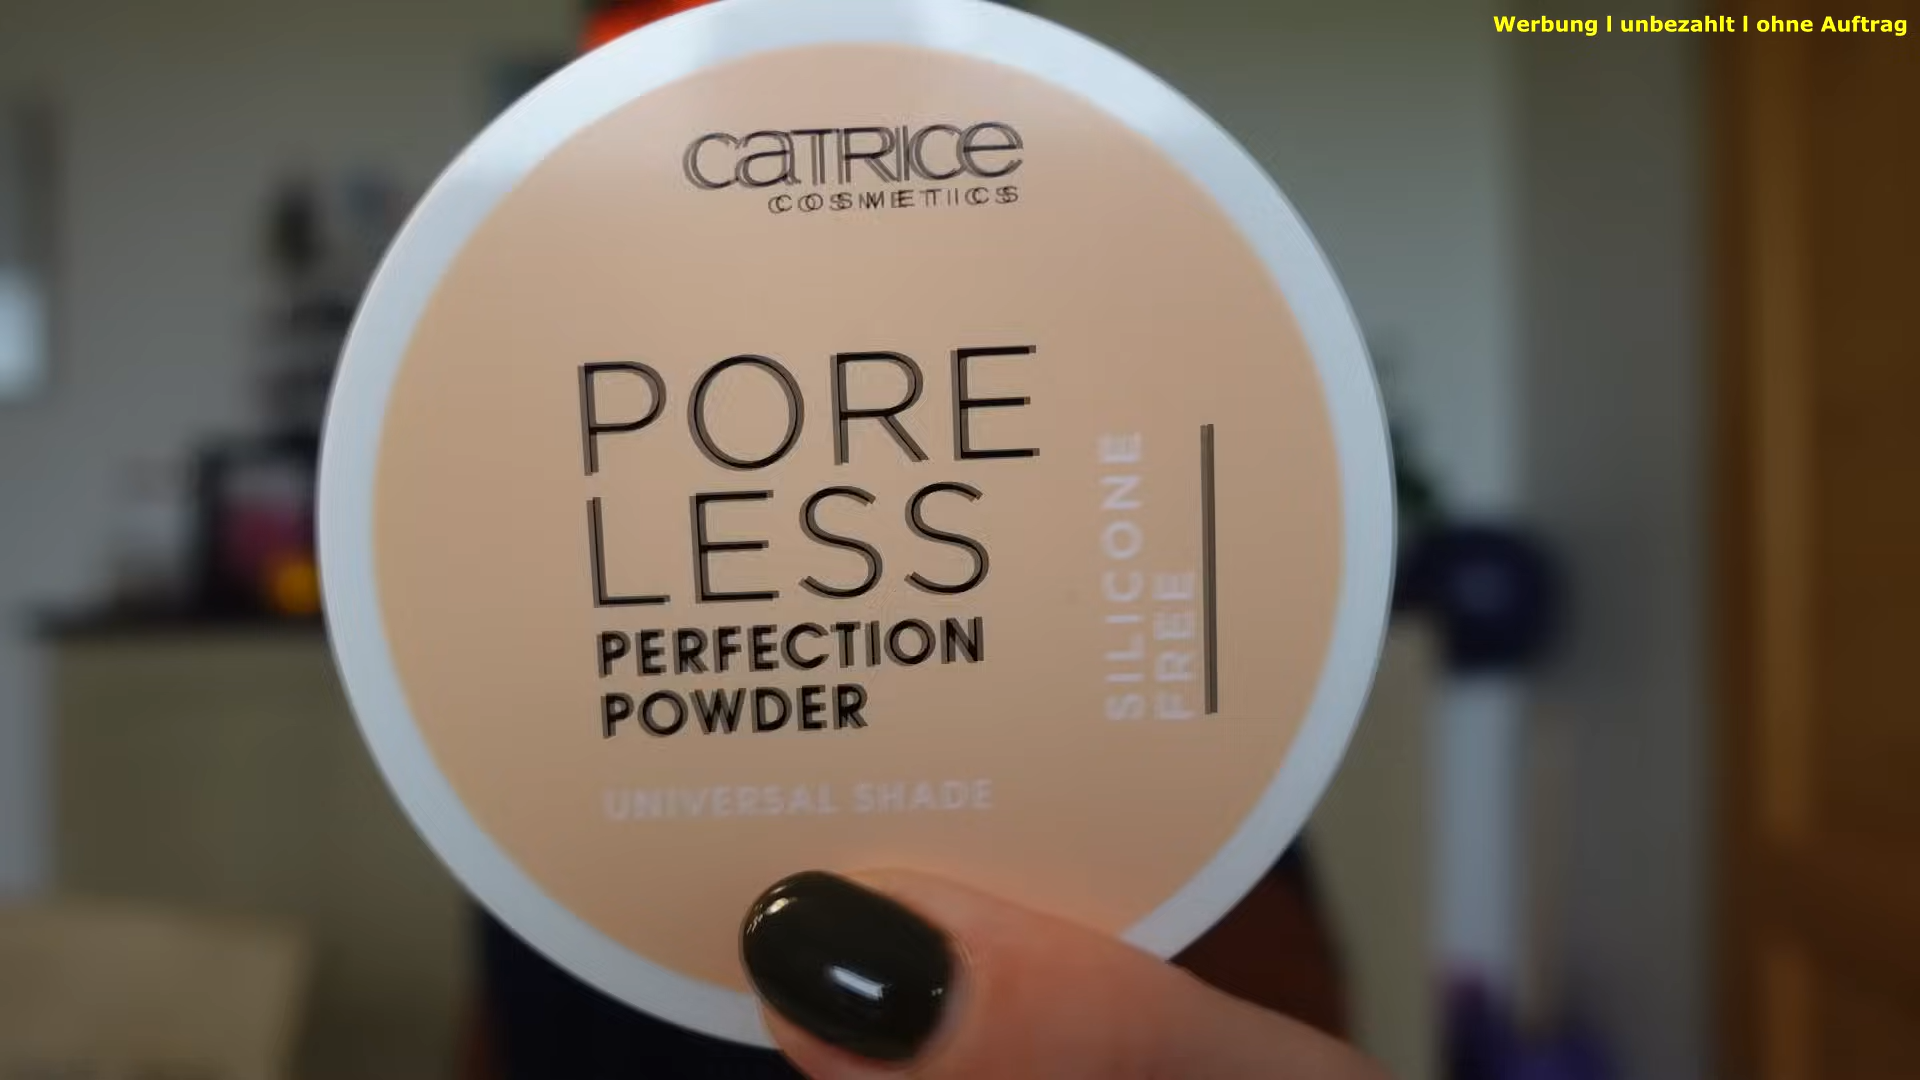 Werbung l unbezahlt l ohne Auftrag
CATRICE
COSMETICS
PORE
LESS
PERFECTION
POWDER
UNIVERSAL SHADE
SILICONE
FREE